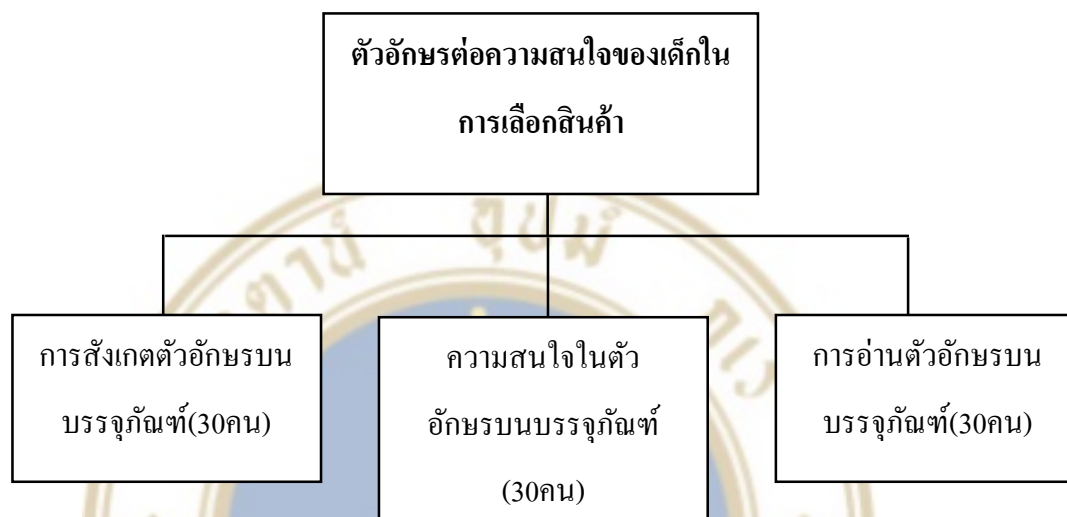 ตัวอักษรต่อความสนใจของเด็กใน
การเลือกสินค้า
การสังเกตตัวอักษรบน
บรรจุภัณฑ์(30คน)
ความสนใจในตัว
อักษรบนบรรจุภัณฑ์
(30คน)
การอ่านตัวอักษรบน
บรรจุภัณฑ์(30คน)